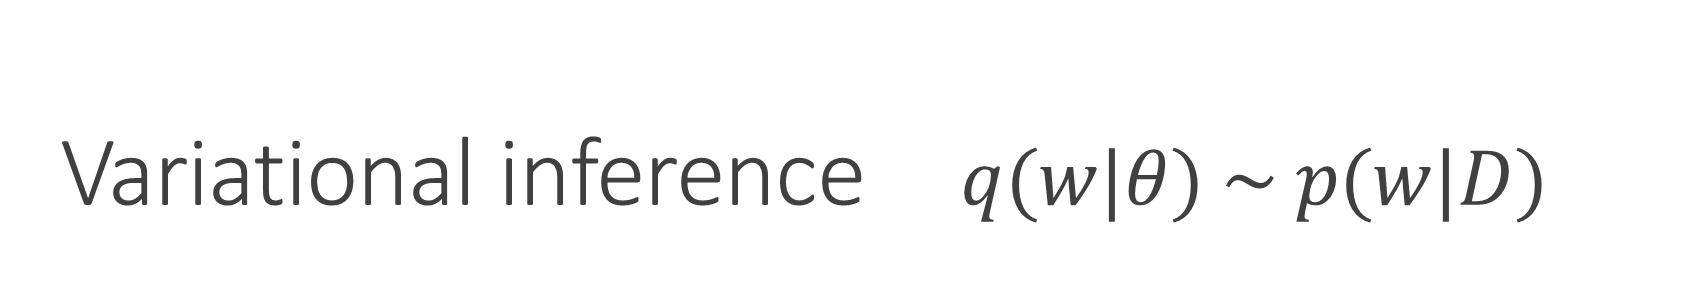 Variational inference q(w|θ) ~ p(w|D)